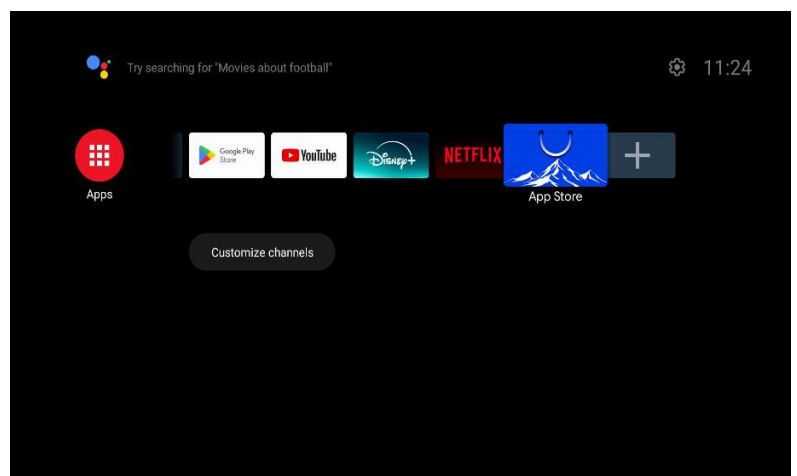 Try searching for "Movies about football"
11:24
Google Play
Store
YouTube
Disney+
NETFLIX
Apps
App Store
Customize channels